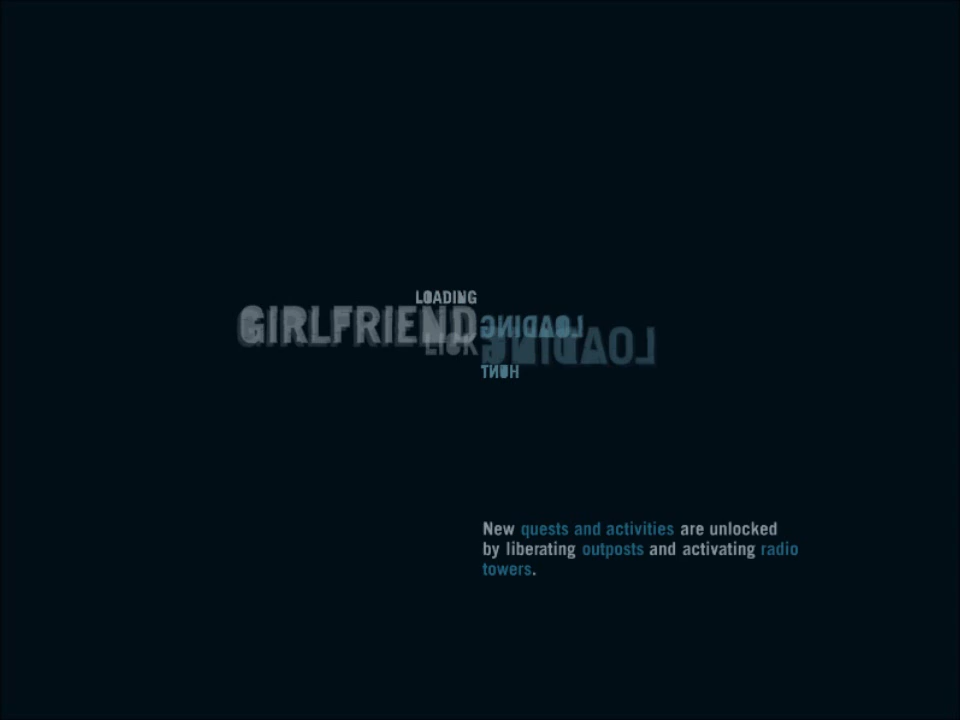 LOADING
GIRLFRIEND
LOADING
LICK
LOADING
HUNT
New quests and activities are unlocked
by liberating outposts and activating radio
towers.